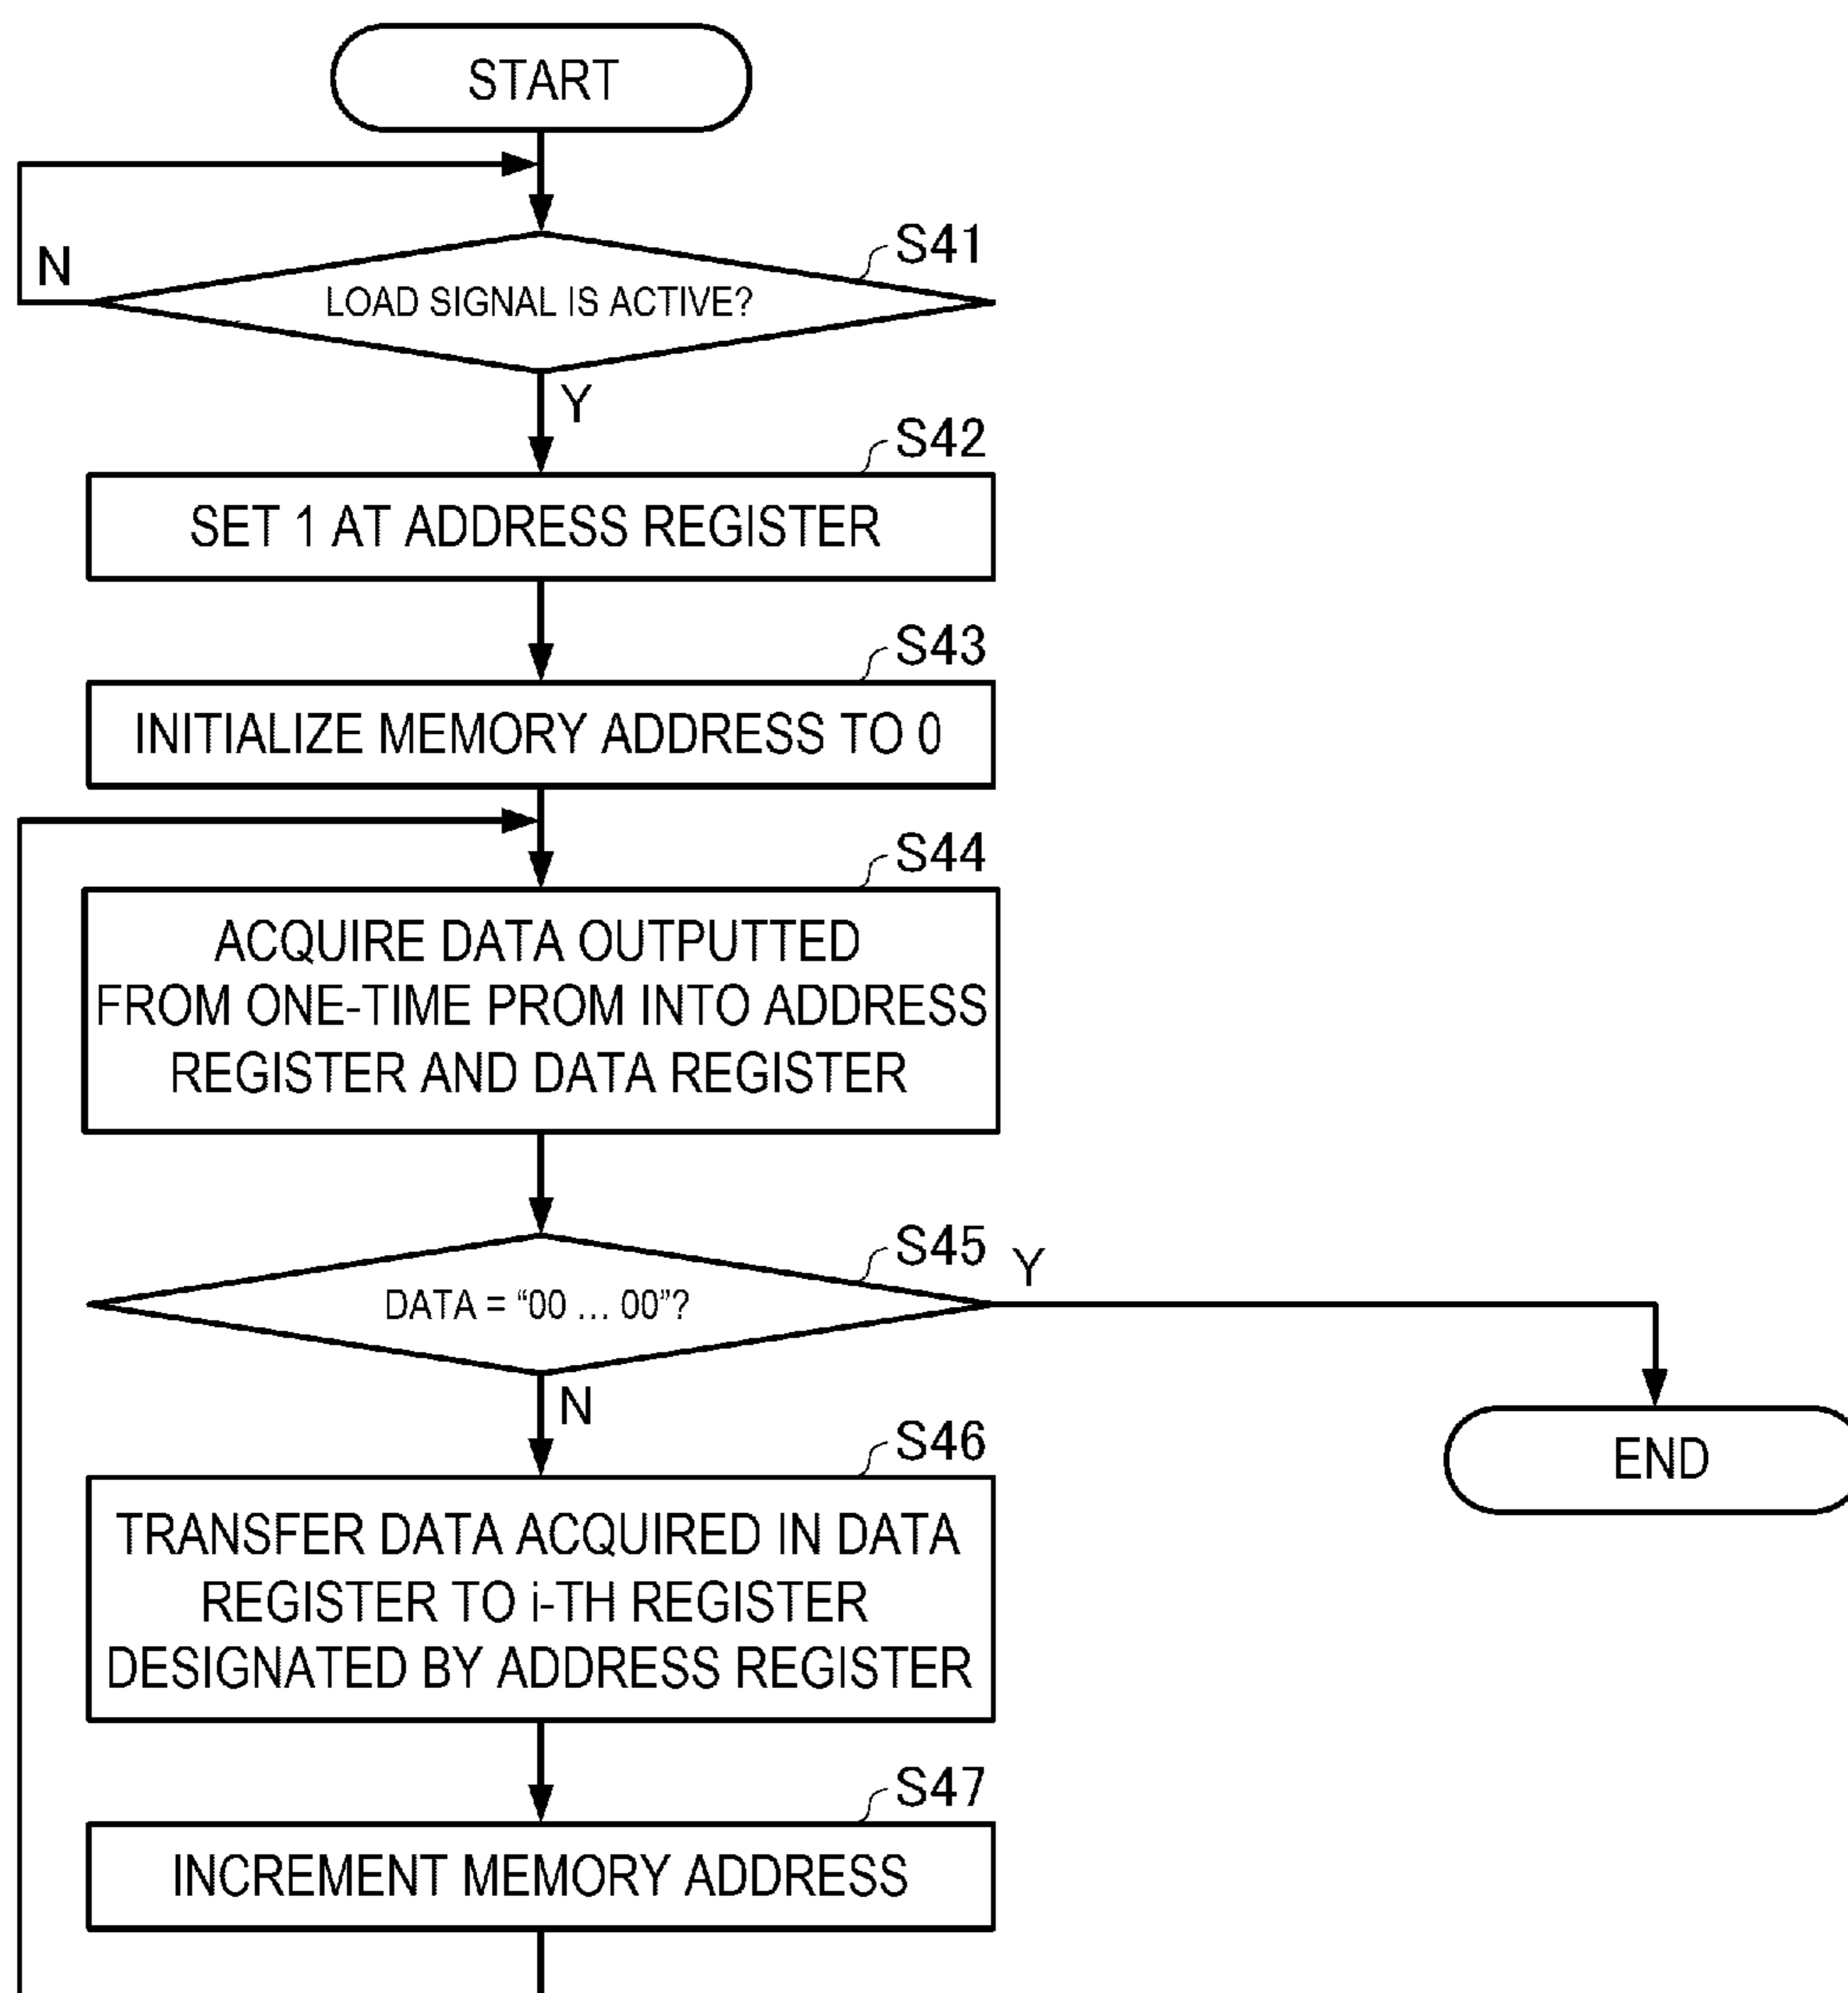 START
N
S41
LOAD SIGNAL IS ACTIVE?
Y
S42
SET 1 AT ADDRESS REGISTER
S43
INITIALIZE MEMORY ADDRESS TO 0
S44
ACQUIRE DATA OUTPUTTED
FROM ONE-TIME PROM INTO ADDRESS
REGISTER AND DATA REGISTER
S45
Y
DATA = “00 ... 00”?
N
END
S46
TRANSFER DATA ACQUIRED IN DATA
REGISTER TO i-TH REGISTER
DESIGNATED BY ADDRESS REGISTER
S47
INCREMENT MEMORY ADDRESS